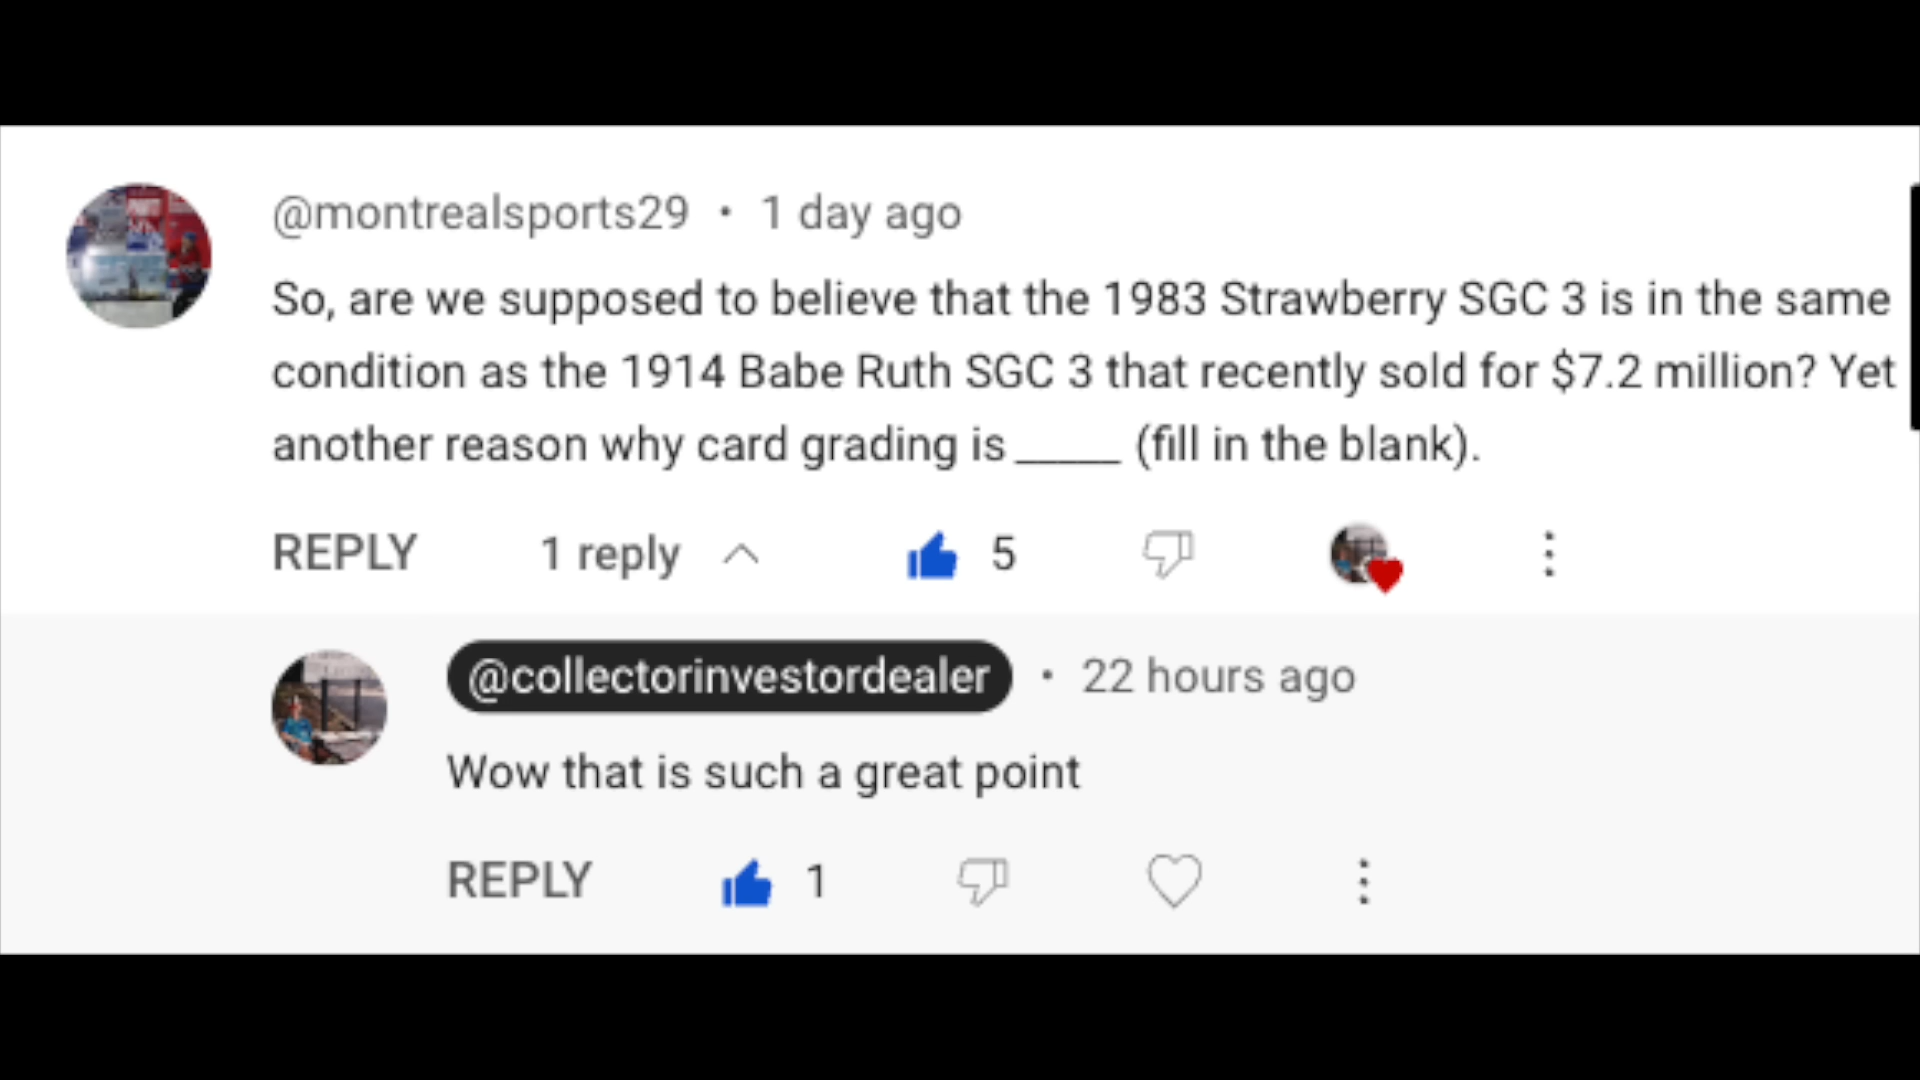 @montrealsports29 • 1 day ago
So, are we supposed to believe that the 1983 Strawberry SGC 3 is in the same
condition as the 1914 Babe Ruth SGC 3 that recently sold for $7.2 million? Yet
another reason why card grading is _____ (fill in the blank).
REPLY 1 reply 5
@collectorinvestordealer • 22 hours ago
Wow that is such a great point
REPLY 1